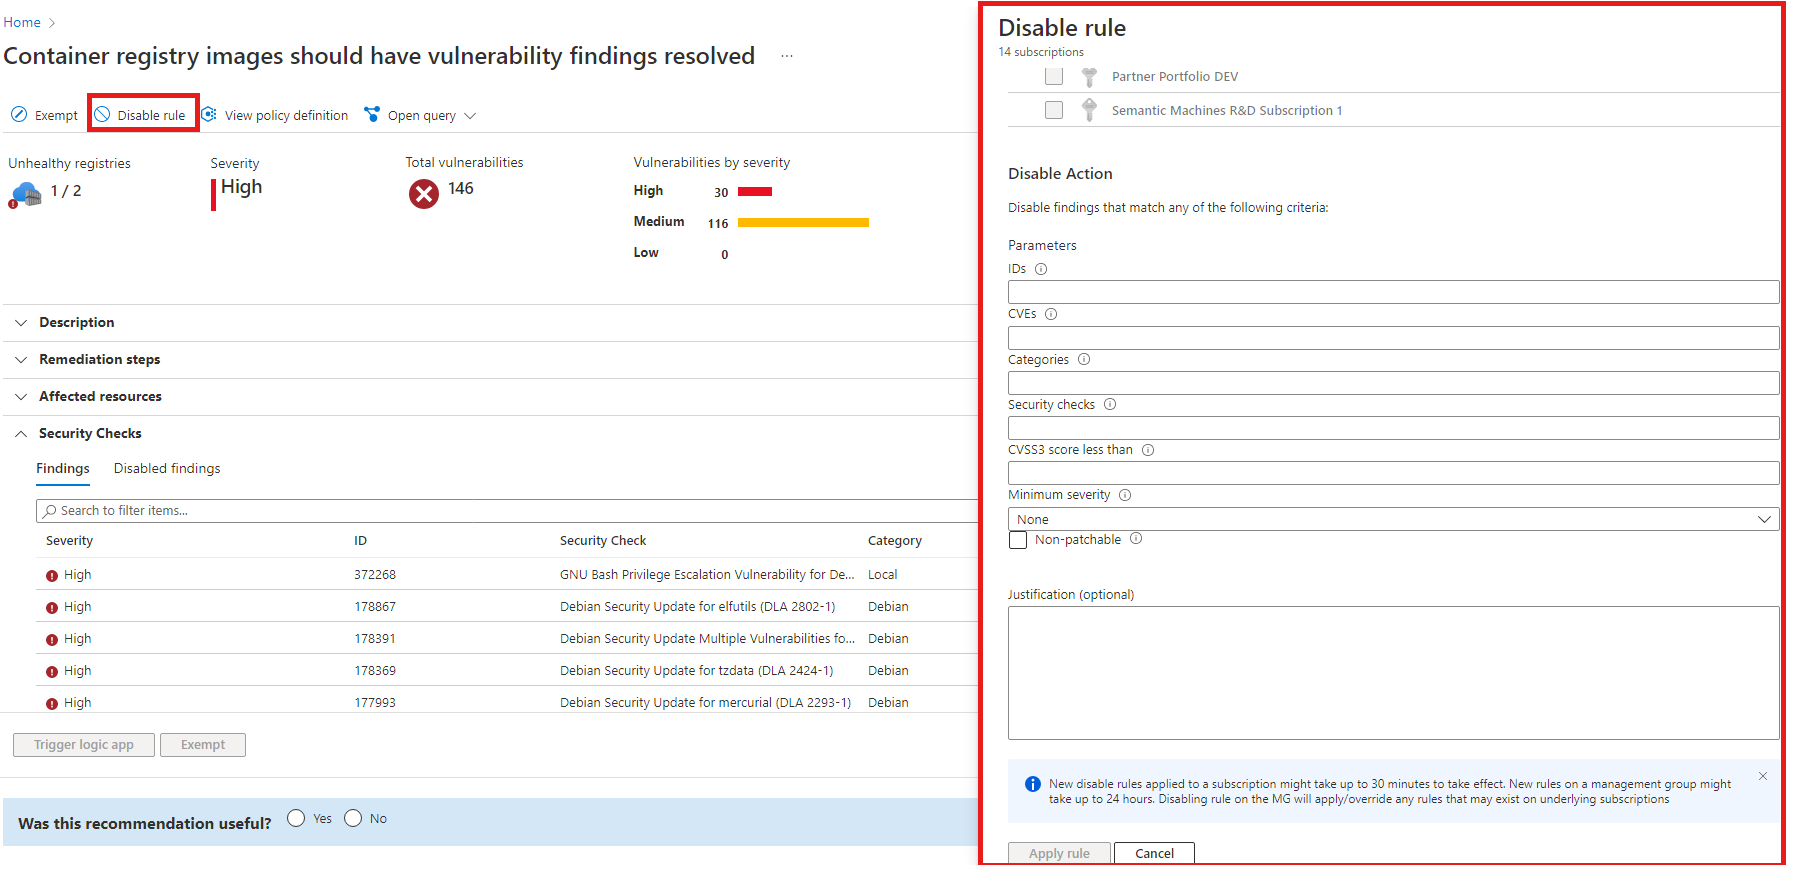 Home
Container registry images should have vulnerability findings resolved ...
Exempt
Disable rule
View policy definition
Open query
Unhealthy registries
1 / 2
Severity
High
Total vulnerabilities
146
Vulnerabilities by severity
High 30
Medium 116
Low 0
Description
Remediation steps
Affected resources
Security Checks
Findings Disabled findings
Search to filter items...
Severity ID Security Check Category
High 372268 GNU Bash Privilege Escalation Vulnerability for De... Local
High 178867 Debian Security Update for elfutils (DLA 2802-1) Debian
High 178391 Debian Security Update Multiple Vulnerabilities fo... Debian
High 178369 Debian Security Update for tzdata (DLA 2424-1) Debian
High 177993 Debian Security Update for mercurial (DLA 2293-1) Debian
Trigger logic app Exempt
Was this recommendation useful? Yes No
Disable rule
14 subscriptions
Partner Portfolio DEV
Semantic Machines R&D Subscription 1
Disable Action
Disable findings that match any of the following criteria:
Parameters
IDs
CVEs
Categories
Security checks
CVSS3 score less than
Minimum severity
None
Non-patchable
Justification (optional)
New disable rules applied to a subscription might take up to 30 minutes to take effect. New rules on a management group might
take up to 24 hours. Disabling rule on the MG will apply/override any rules that may exist on underlying subscriptions
Apply rule Cancel